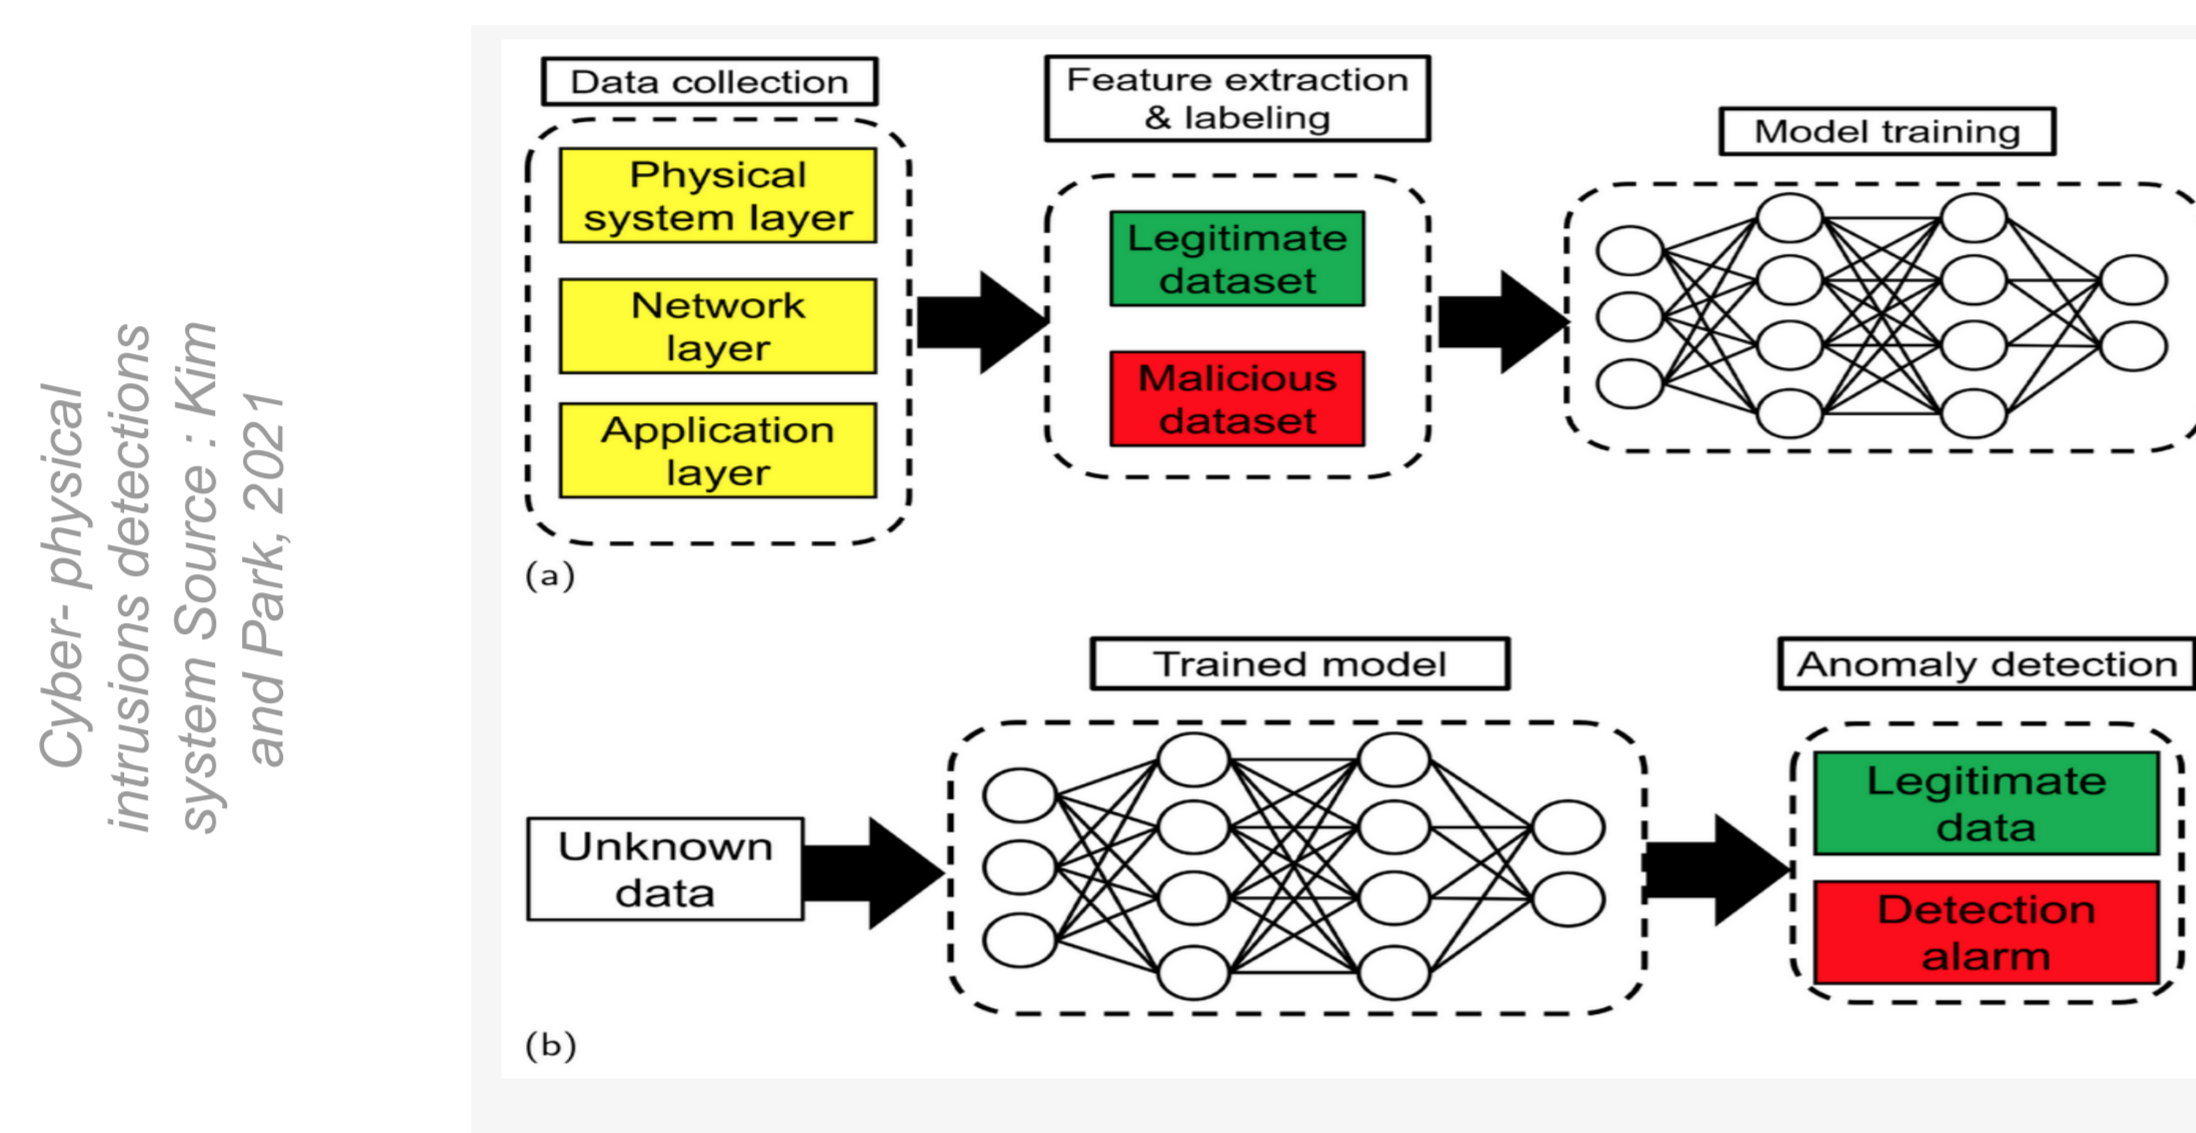 Cyber- physical
intrusions detections
system Source : Kim
and Park, 2021
Data collection
Physical
system layer
Network
layer
Application
layer
Feature extraction
& labeling
Legitimate
dataset
Malicious
dataset
Model training
(a)
Unknown
data
Trained model
Anomaly detection
Legitimate
data
Detection
alarm
(b)